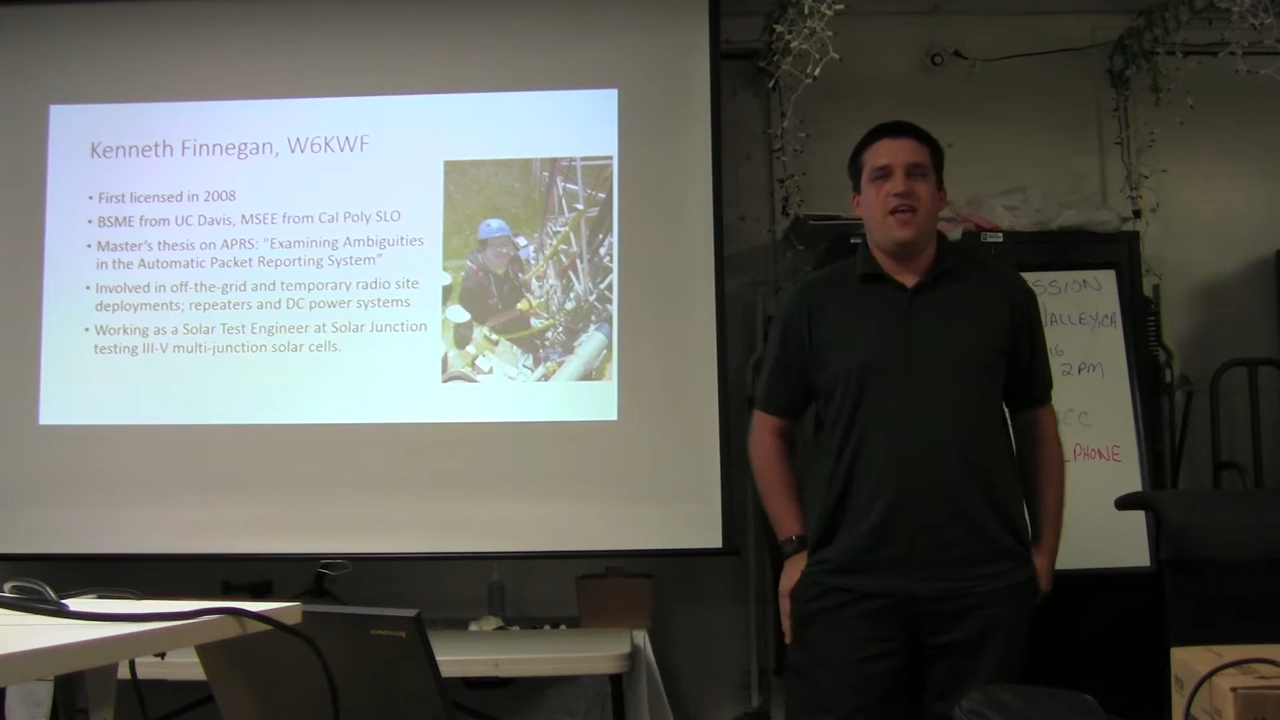 Kenneth Finnegan, W6KWF
• First licensed in 2008
• BSME from UC Davis, MSEE from Cal Poly SLO
• Master's thesis on APRS: "Examining Ambiguities
in the Automatic Packet Reporting System"
• Involved in off-the-grid and temporary radio site
deployments; repeaters and DC power systems
• Working as a Solar Test Engineer at Solar Junction
testing III-V multi-junction solar cells.
SSION
ALLEY, CA
16
2PM
EC
PHONE
lenovo